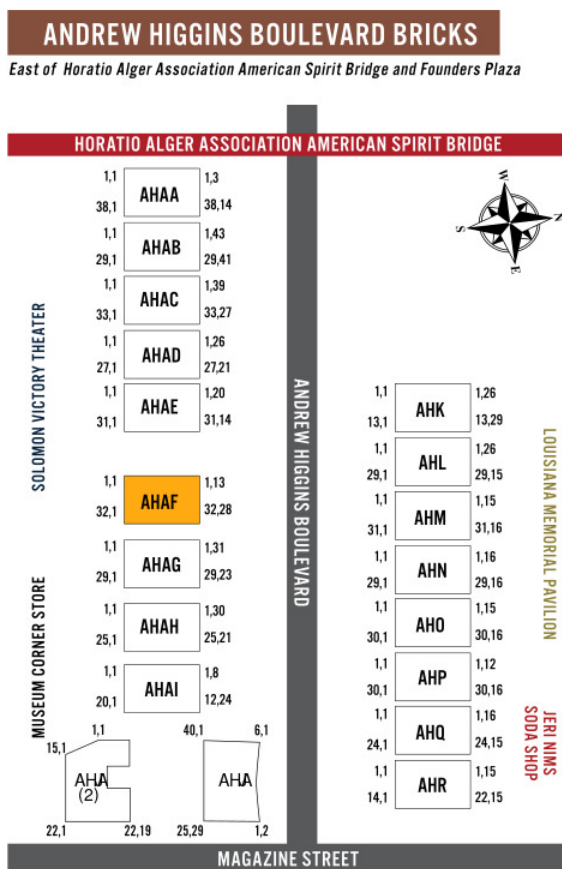 ANDREW HIGGINS BOULEVARD BRICKS
East of Horatio Alger Association American Spirit Bridge and Founders Plaza
HORATIO ALGER ASSOCIATION AMERICAN SPIRIT BRIDGE
1,1 AHAA 1,3
38,1 38,14
1,1 AHAB 1,43
29,1 29,41
1,1 AHAC 1,39
33,1 33,27
1,1 AHAD 1,26
27,1 27,21
1,1 AHAE 1,20
31,1 31,14
1,1 AHAF 1,13
32,1 32,28
1,1 AHAG 1,31
29,1 29,23
1,1 AHAH 1,30
25,1 25,21
1,1 AHAI 1,8
20,1 12,24
1,1
15,1
AHA
(2)
22,1 22,19
40,1 6,1
AHA
25,29 1,2
SOLOMON VICTORY THEATER
MUSEUM CORNER STORE
ANDREW HIGGINS BOULEVARD
W
N
S
E
1,1 AHK 1,26
13,1 13,29
1,1 AHL 1,26
29,1 29,15
1,1 AHM 1,15
31,1 31,16
1,1 AHN 1,16
29,1 29,16
1,1 AHO 1,15
30,1 30,16
1,1 AHP 1,12
30,1 30,16
1,1 AHQ 1,16
24,1 24,15
1,1 AHR 1,15
14,1 22,15
LOUISIANA MEMORIAL PAVILION
JERI NIMS
SODA SHOP
MAGAZINE STREET